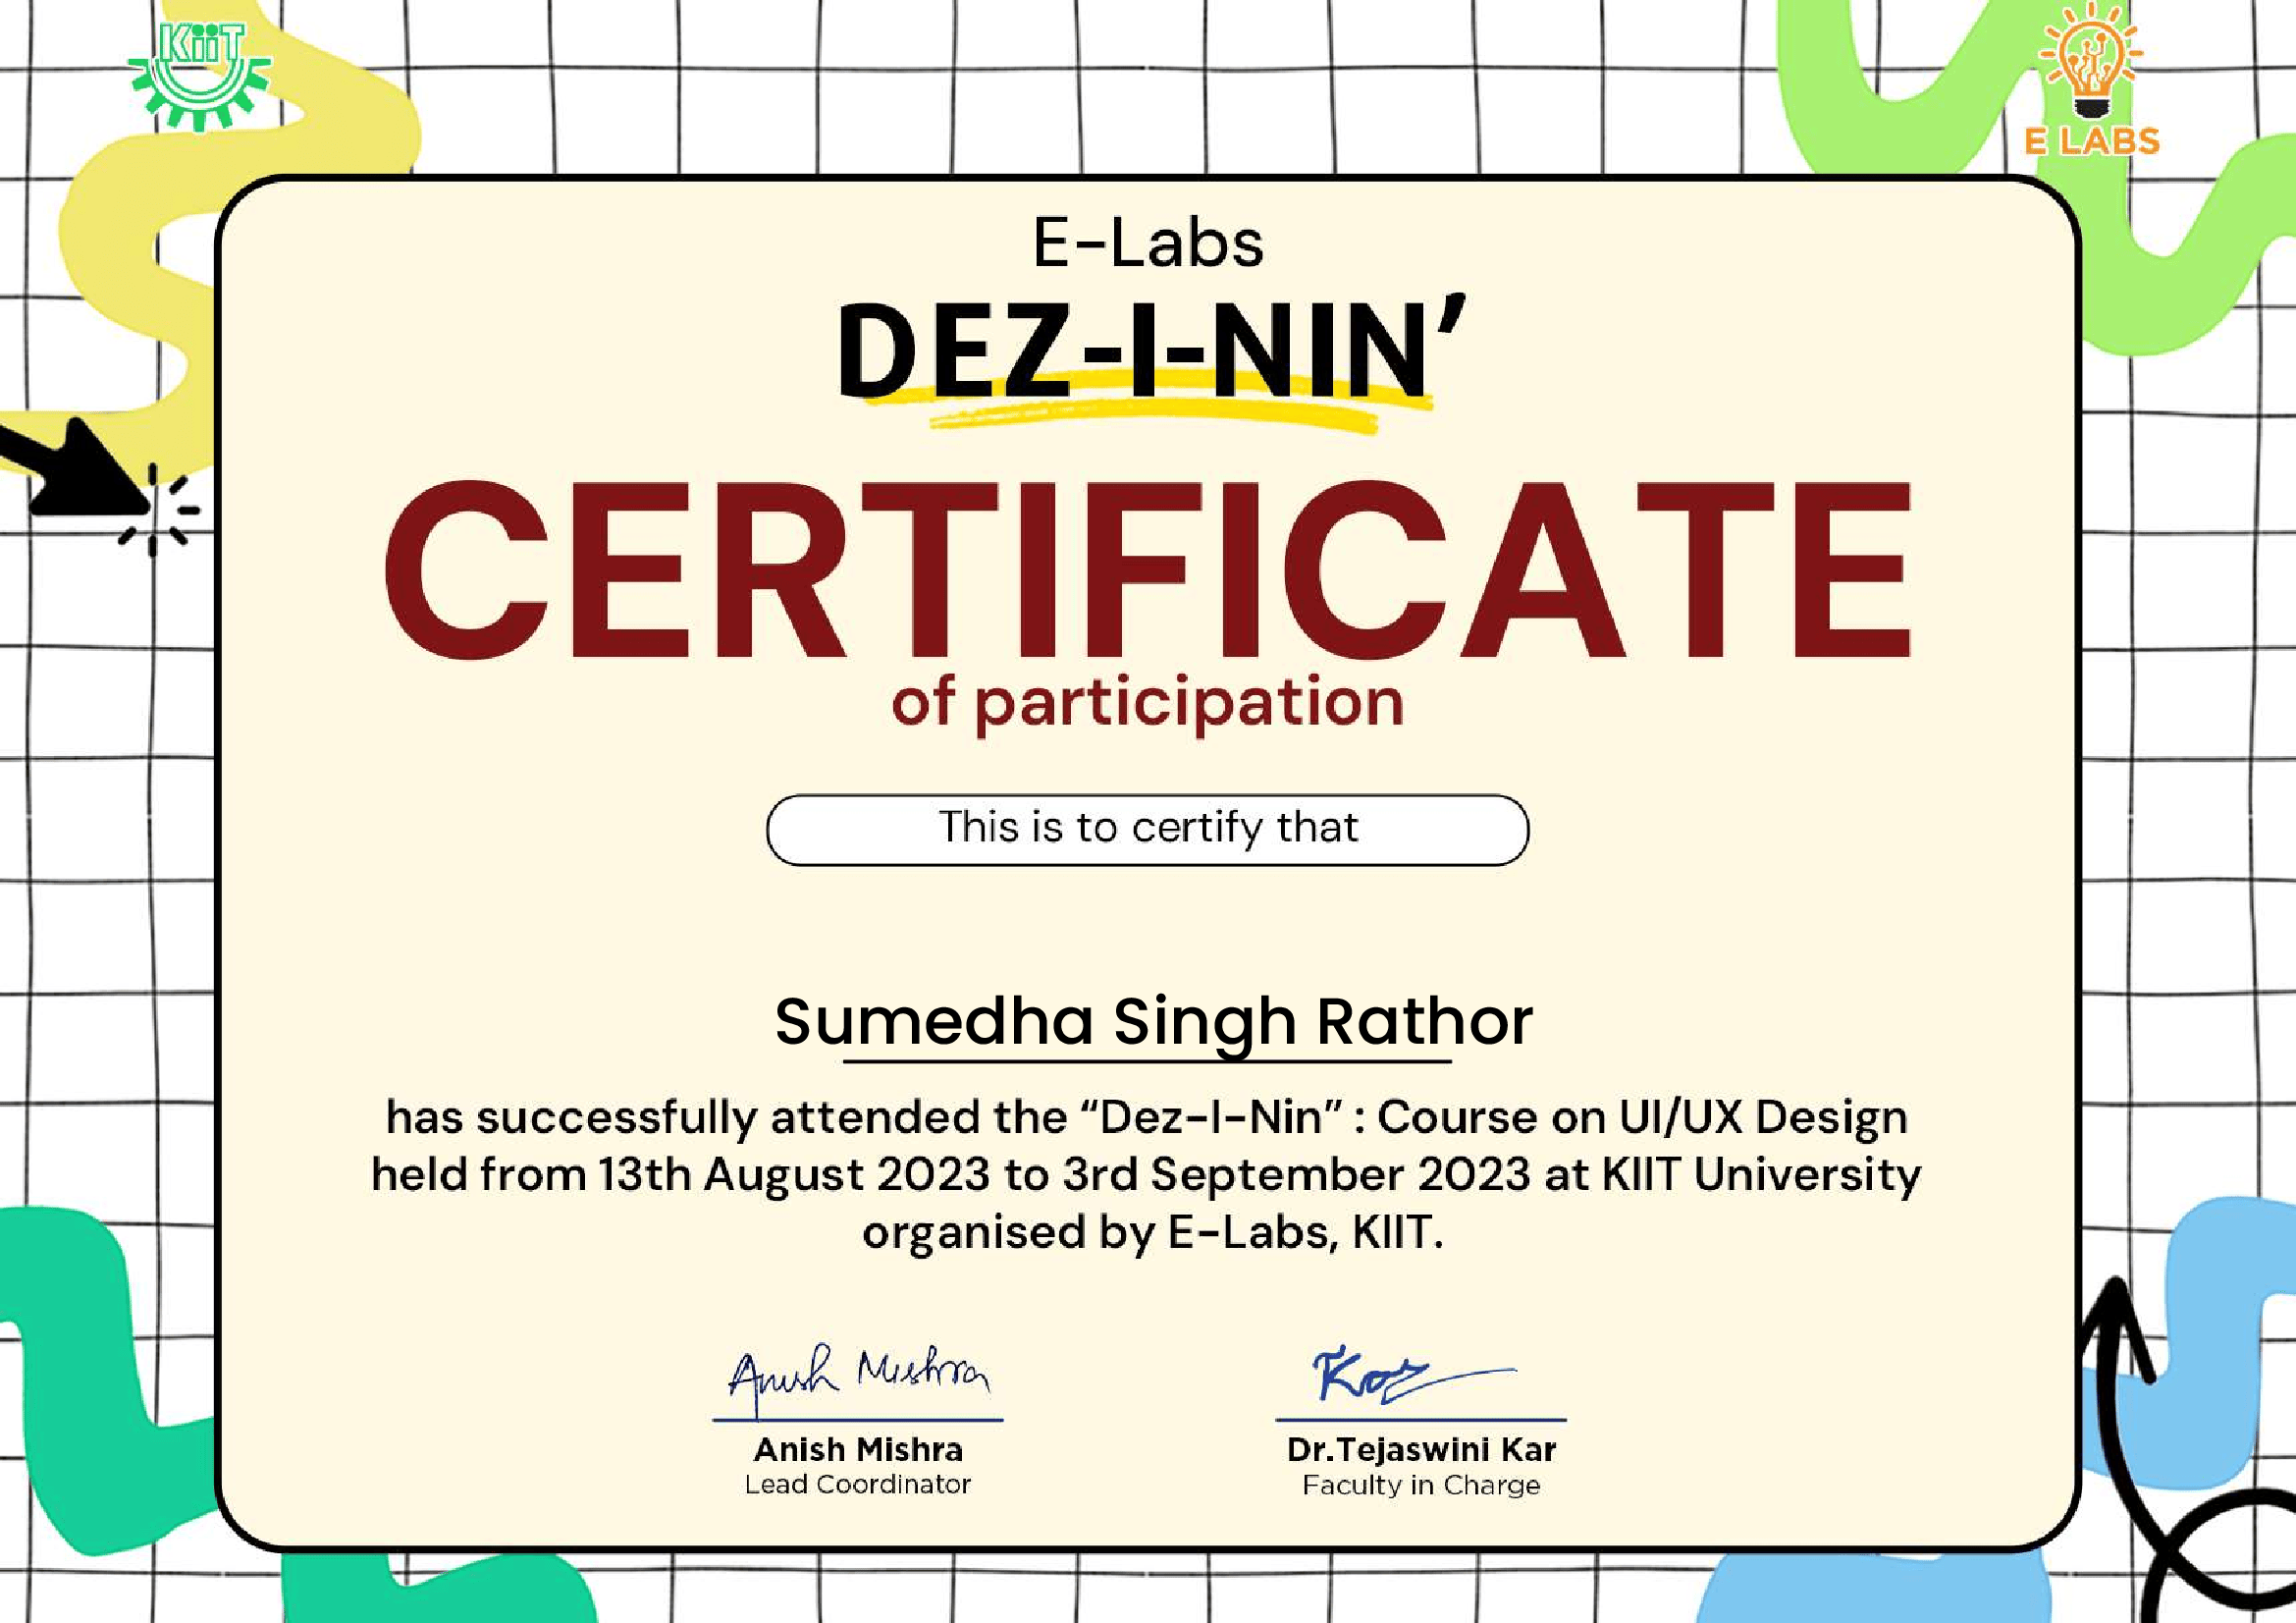 KiiT
E LABS
E-Labs
DEZ-I-NIN’
CERTIFICATE
of participation
This is to certify that
Sumedha Singh Rathor
has successfully attended the “Dez-I-Nin” : Course on UI/UX Design
held from 13th August 2023 to 3rd September 2023 at KIIT University
organised by E-Labs, KIIT.
Anish Mishra
Kar
Anish Mishra
Dr.Tejaswini Kar
Lead Coordinator
Faculty in Charge